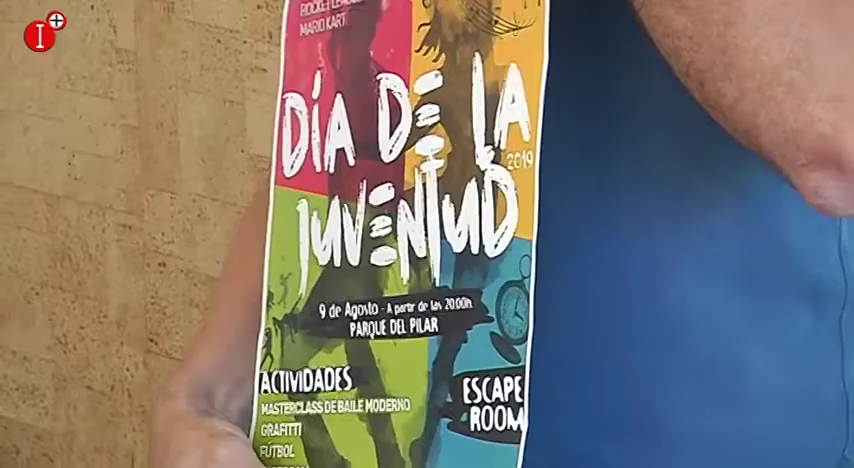 MARIO KART
DÍA DE LA
2019
JUVENTUD
9 de Agosto - A partir de las 20:00h.
PARQUE DEL PILAR
ACTIVIDADES
MASTERCLASS DE BAILE MODERNO
GRAFITTI
FÚTBOL
ESCAPE
ROOM